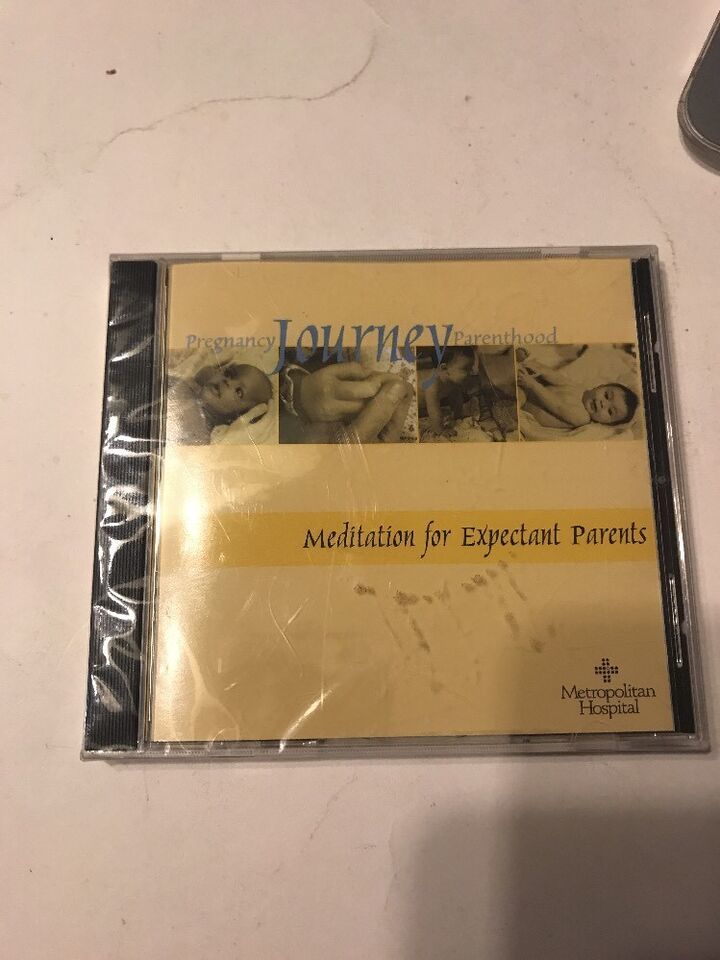 Pregnancy Journey Parenthood
Meditation for Expectant Parents
Metropolitan
Hospital